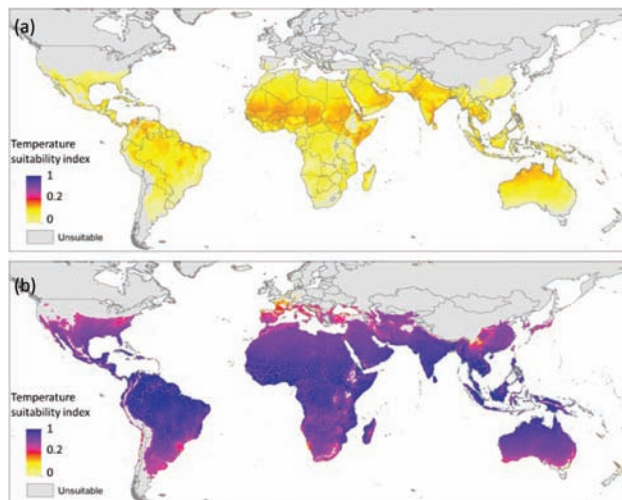 (a)
Temperature
suitability index
1
0.2
0
Unsuitable
(b)
Temperature
suitability index
1
0.2
0
Unsuitable